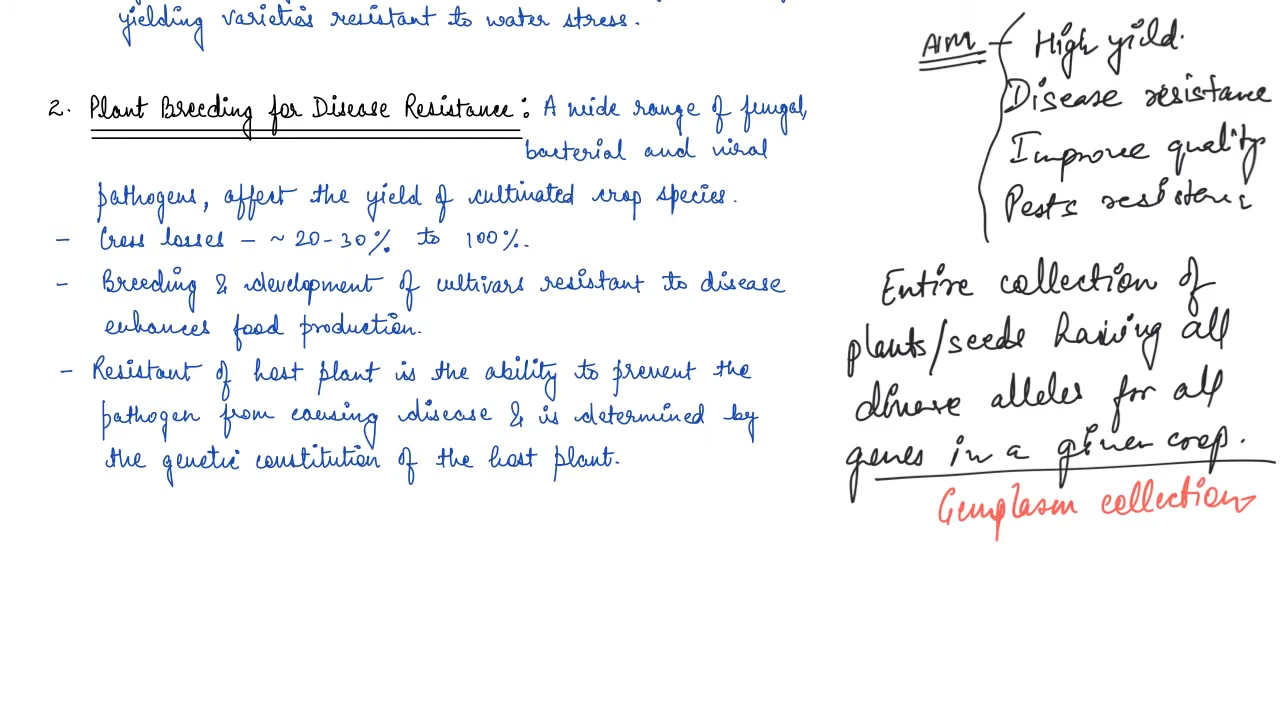 yielding varieties resistant to water stress.
2. Plant Breeding for Disease Resistance: A wide range of fungal,
bacterial and viral
pathogens, affect the yield of cultivated crop species.
- Cross losses - ~ 20-30% to 100%.
- Breeding & development of cultivars resistant to disease
enhances food production.
- Resistant of host plant is the ability to prevent the
pathogen from causing disease & is determined by
the genetic constitution of the host plant.
AIM - High yield.
Disease resistance
Improve quality
Pests resistenc
Entire collection of
plants/seeds having all
diverse alleles for all
genes in a given crop.
Gemplasm collection